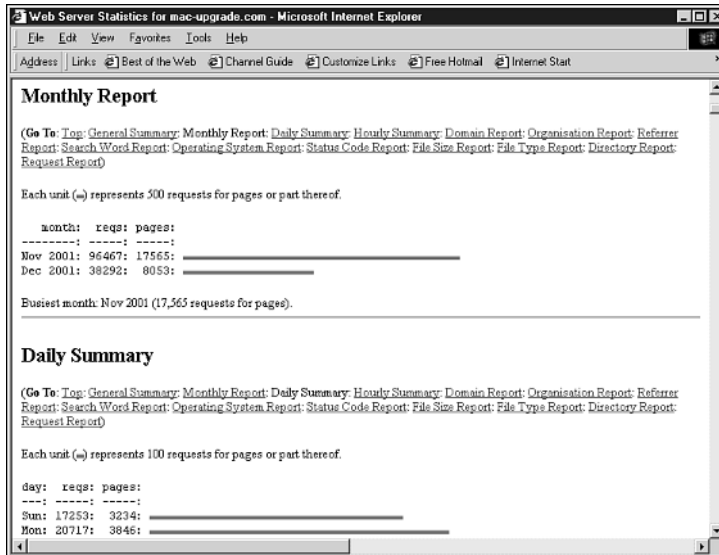 Web Server Statistics for mac-upgrade.com - Microsoft Internet Explorer
File Edit View Favorites Tools Help
Address Links Best of the Web Channel Guide Customize Links Free Hotmail Internet Start
Monthly Report
(Go To: Top: General Summary: Monthly Report: Daily Summary: Hourly Summary: Domain Report: Organisation Report: Referrer
Report: Search Word Report: Operating System Report: Status Code Report: File Size Report: File Type Report: Directory Report:
Request Report)
Each unit (▬) represents 500 requests for pages or part thereof.
month: reqs: pages:
--------: -----: -----:
Nov 2001: 96467: 17565:
Dec 2001: 38292: 8053:
Busiest month: Nov 2001 (17,565 requests for pages).
Daily Summary
(Go To: Top: General Summary: Monthly Report: Daily Summary: Hourly Summary: Domain Report: Organisation Report: Referrer
Report: Search Word Report: Operating System Report: Status Code Report: File Size Report: File Type Report: Directory Report:
Request Report)
Each unit (▬) represents 100 requests for pages or part thereof.
day: reqs: pages:
---: -----: -----:
Sun: 17253: 3234:
Mon: 20717: 3846: